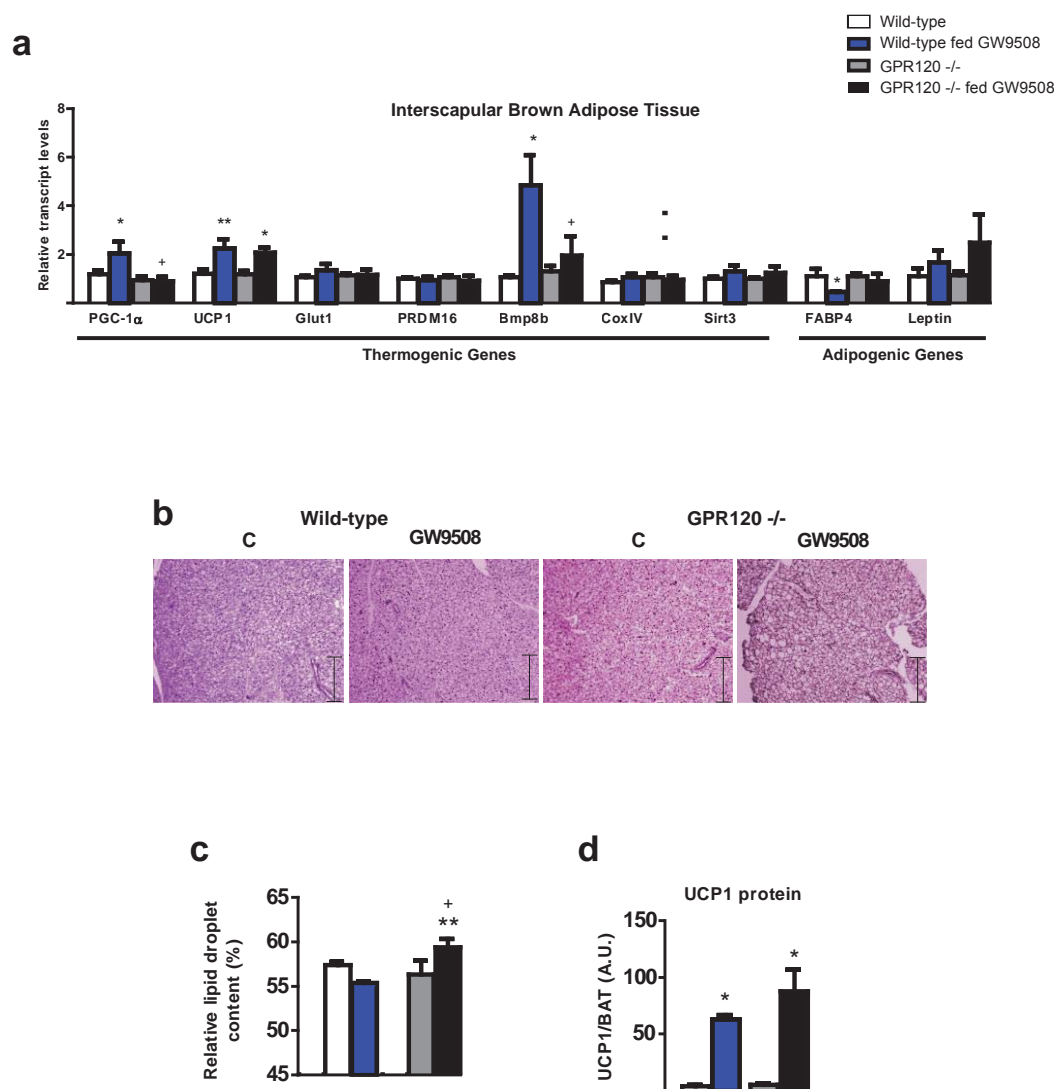 a
Wild-type
Wild-type fed GW9508
GPR120 -/-
GPR120 -/- fed GW9508
Interscapular Brown Adipose Tissue
Relative transcript levels
8
6
4
2
* + ** * * + *
PGC-1α UCP1 Glut1 PRDM16 Bmp8b CoxIV Sirt3 FABP4 Leptin
Thermogenic Genes Adipogenic Genes
b
Wild-type GPR120 -/-
C GW9508 C GW9508
c
Relative lipid droplet
content (%)
65
60
55
50
45
+
**
d
UCP1 protein
UCP1/BAT (A.U.)
150
100
50
* *